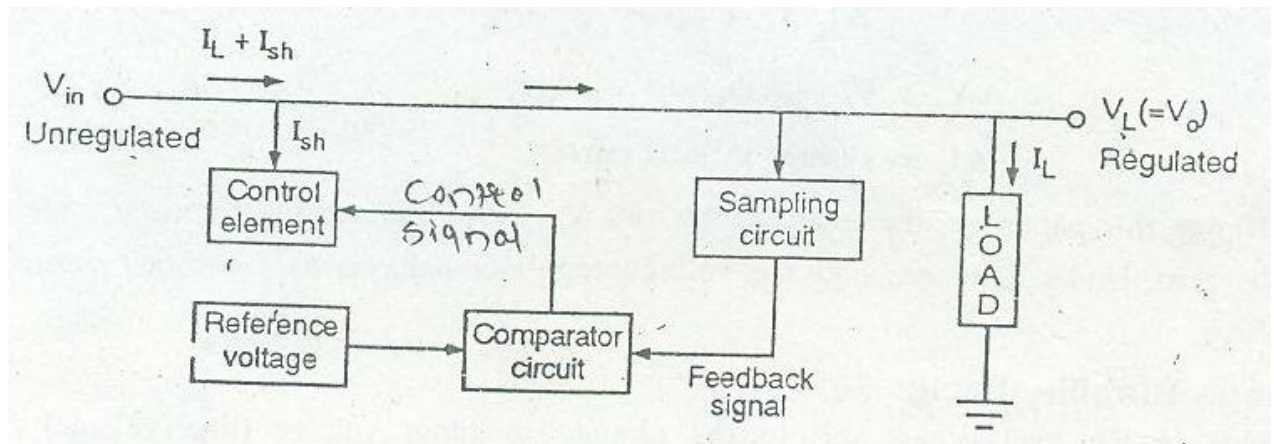 I_L + I_sh
V_in
Unregulated
I_sh
V_L(=V_o)
Regulated
I_L
Control
element
Control
Signal
Sampling
circuit
LOAD
Reference
voltage
Comparator
circuit
Feedback
signal